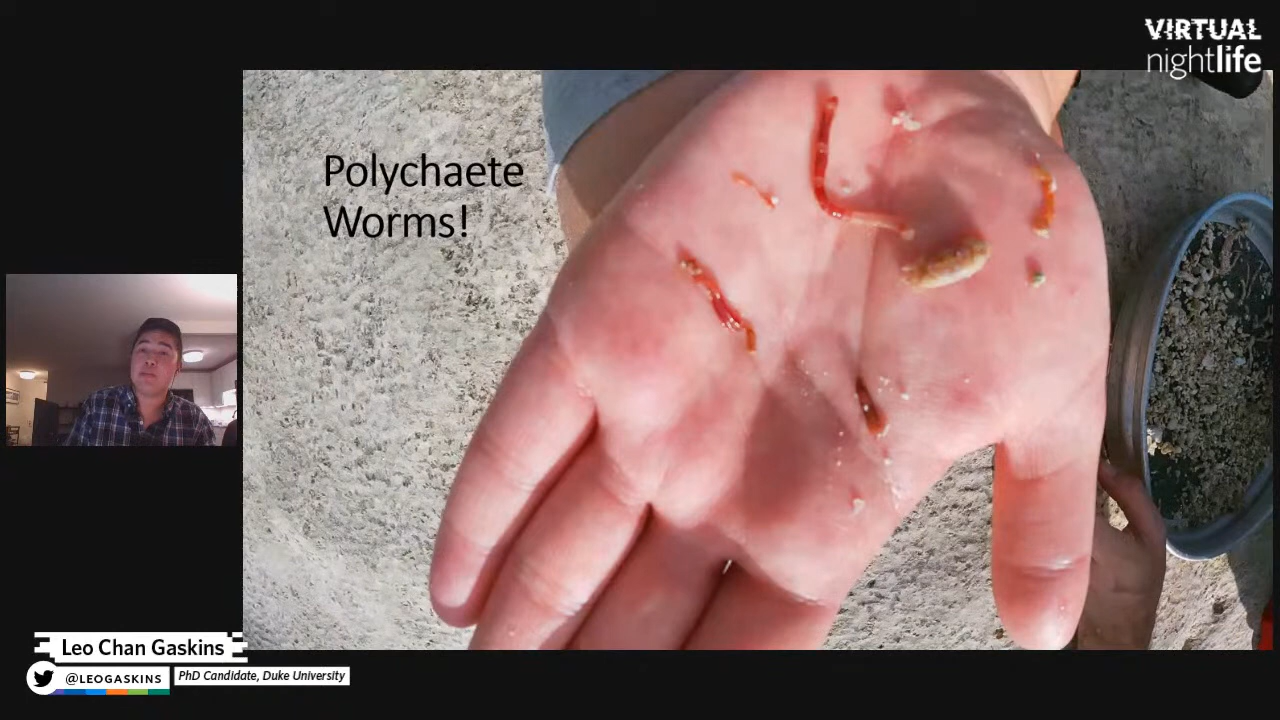 VIRTUAL
nightlife
Polychaete
Worms!
Leo Chan Gaskins
@LEOGASKINS
PhD Candidate, Duke University